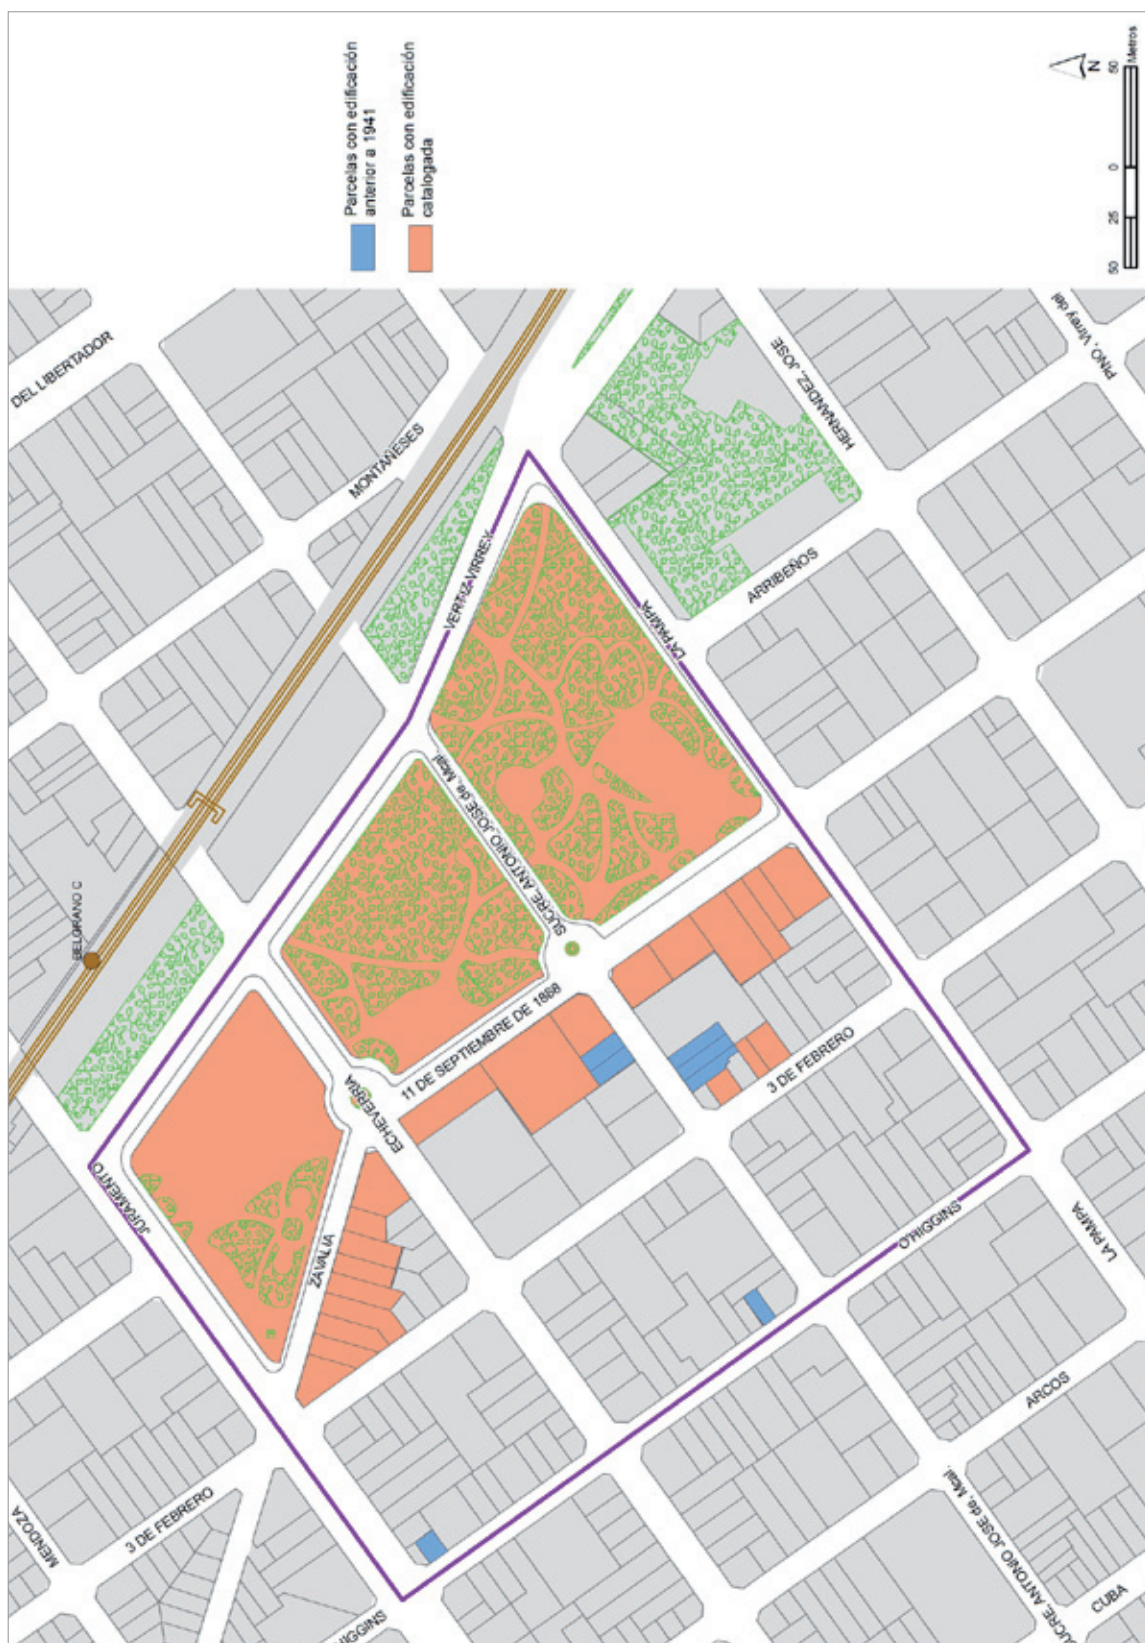 Parcelas con edificación
anterior a 1941
Parcelas con edificación
catalogada
N
50
25
0
50
Metros
DEL LIBERTADOR
MONTAÑESES
BELGRANO C
VERTIZ VIRREY
HERNANDEZ, JOSE
PINO, Virrey del
ARRIBEÑOS
LA PAMPA
SUCRE, ANTONIO JOSE de, Mcal.
JURAMENTO
ECHEVERRIA
11 DE SEPTIEMBRE DE 1888
3 DE FEBRERO
ZAVALIA
O'HIGGINS
LA PAMPA
MENDOZA
3 DE FEBRERO
ARCOS
SUCRE, ANTONIO JOSE de, Mcal.
CUBA
HIGGINS